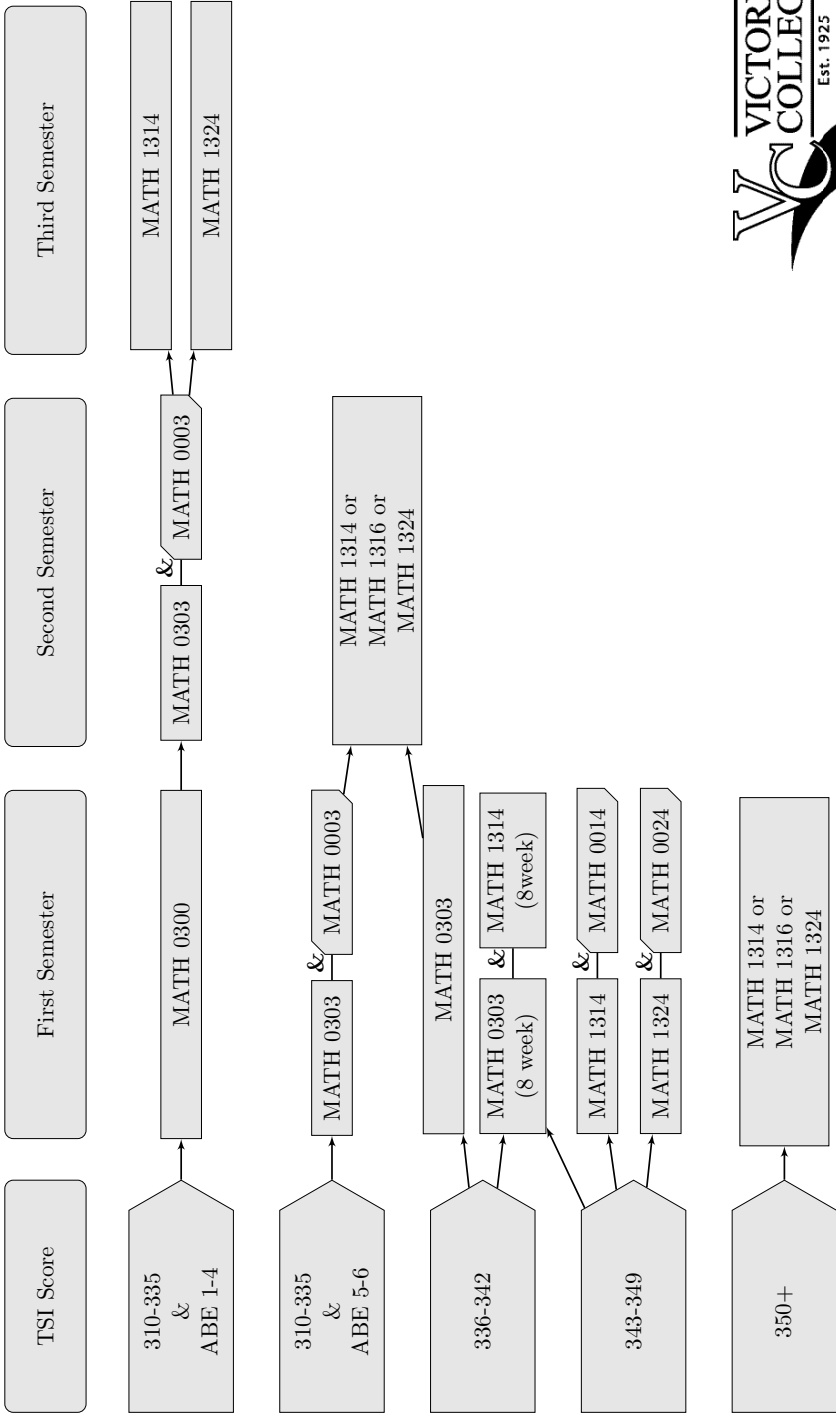 TSI Score
First Semester
Second Semester
Third Semester
310-335
&
ABE 1-4
MATH 0300
MATH 0303
&
MATH 0003
MATH 1314
MATH 1324
310-335
&
ABE 5-6
MATH 0303
&
MATH 0003
MATH 1314 or
MATH 1316 or
MATH 1324
336-342
MATH 0303
MATH 0303
(8 week)
&
MATH 1314
(8week)
343-349
MATH 1314
&
MATH 0014
MATH 1324
&
MATH 0024
350+
MATH 1314 or
MATH 1316 or
MATH 1324
VC
Est. 1925